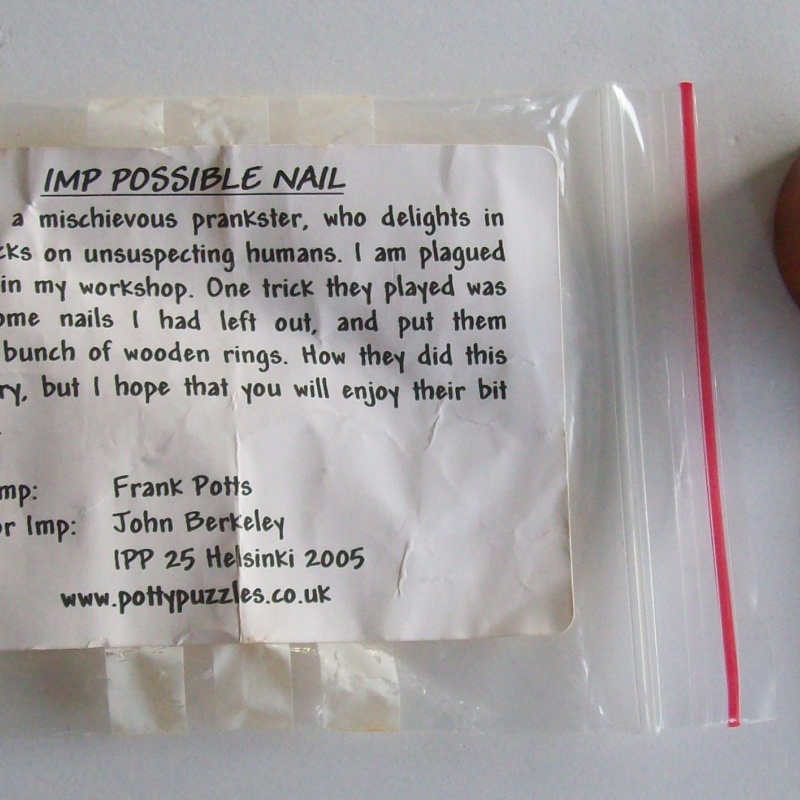 IMP POSSIBLE NAIL
a mischievous prankster, who delights in
on unsuspecting humans. I am plagued
in my workshop. One trick they played was
nails I had left out, and put them
bunch of wooden rings. How they did this
but I hope that you will enjoy their bit
Frank Potts
Imp: John Berkeley
IPP 25 Helsinki 2005
www.pottypuzzles.co.uk